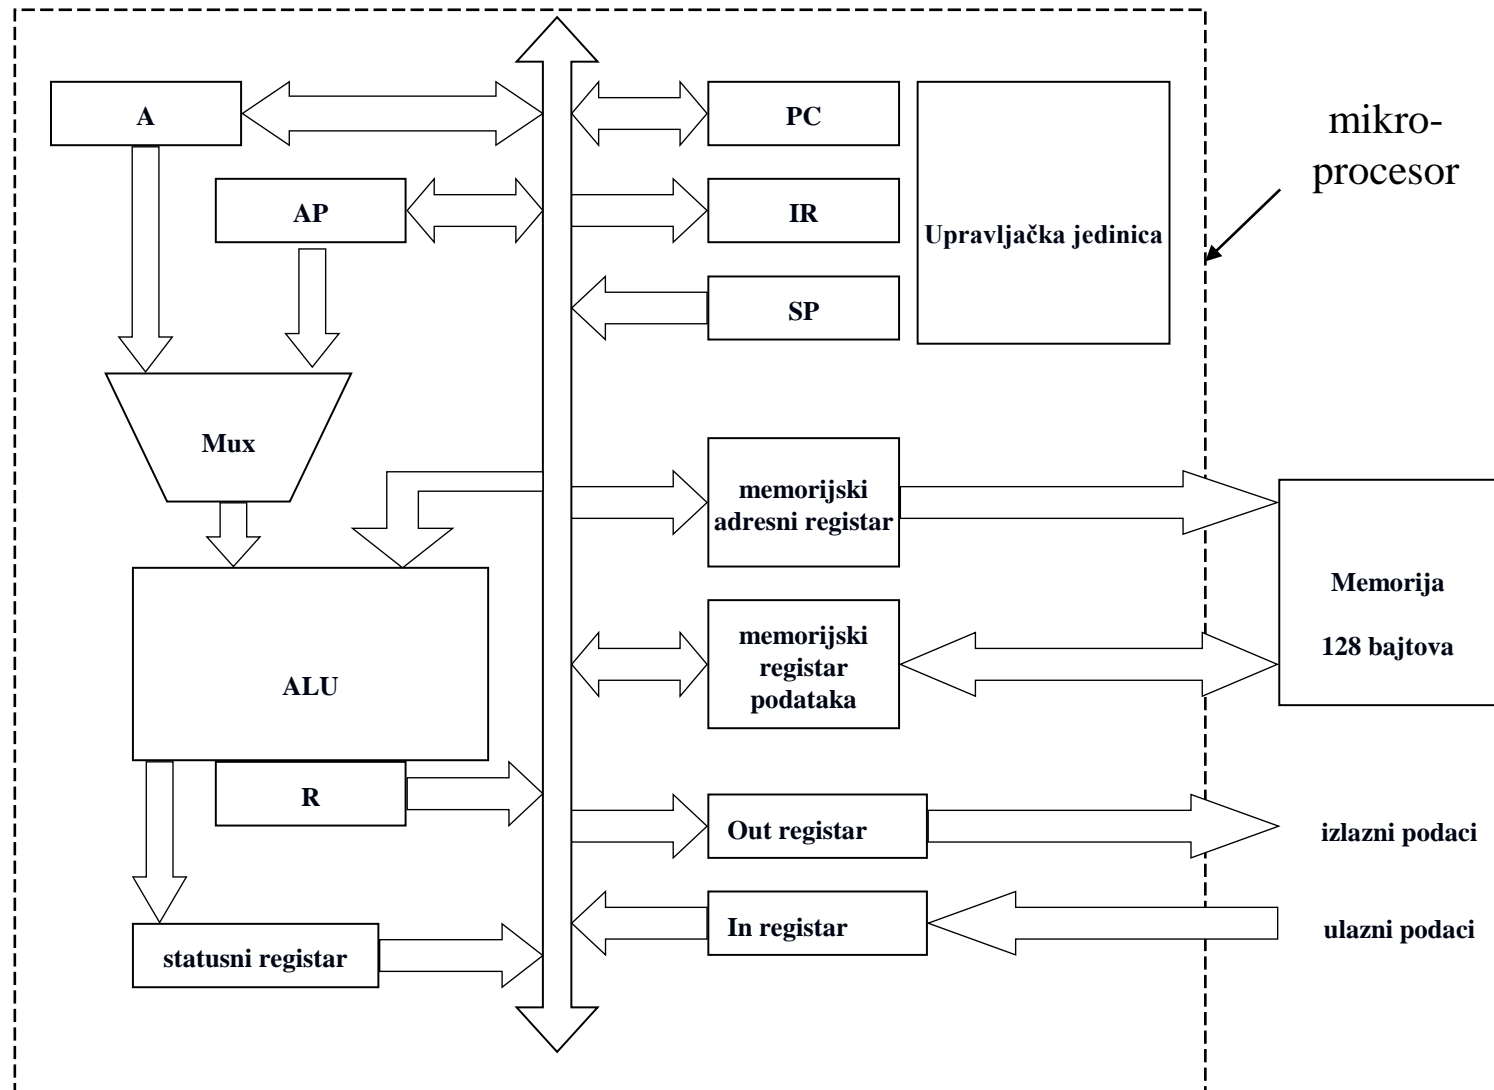 A
PC
mikro-
procesor
AP
IR
Upravljačka jedinica
SP
Mux
memorijski
adresni registar
Memorija
128 bajtova
memorijski
registar
podataka
ALU
R
Out registar
izlazni podaci
In registar
ulazni podaci
statusni registar